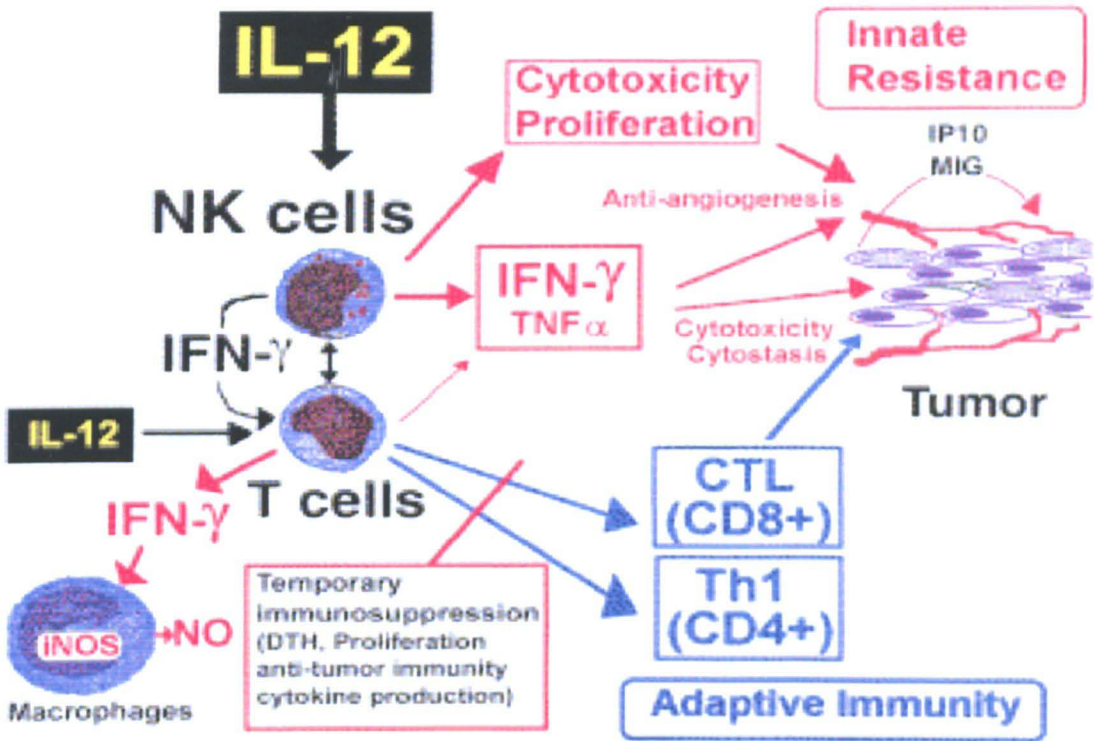 IL-12
Innate
Resistance
Cytotoxicity
Proliferation
IP10
MIG
NK cells
Anti-angiogenesis
IFN-γ
TNF α
Cytotoxicity
Cytostasis
IFN-γ
Tumor
IL-12
T cells
CTL
(CD8+)
IFN-γ
Th1
(CD4+)
Temporary
immunosuppression
(DTH, Proliferation
anti-tumor immunity
cytokine production)
iNOS
NO
Macrophages
Adaptive Immunity